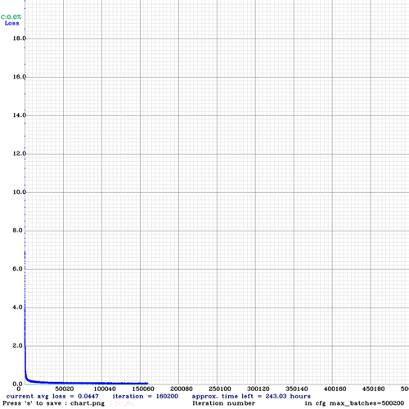 C:0.0%
Loss
18.0
16.0
14.0
12.0
10.0
8.0
6.0
4.0
2.0
0.0
0 50020 100040 150060 200080 250100 300120 350140 400160 450180
current avg loss = 0.0447 iteration = 160200 approx. time left = 243.03 hours
Press 's' to save : chart.png Iteration number in cfg max_batches=500200